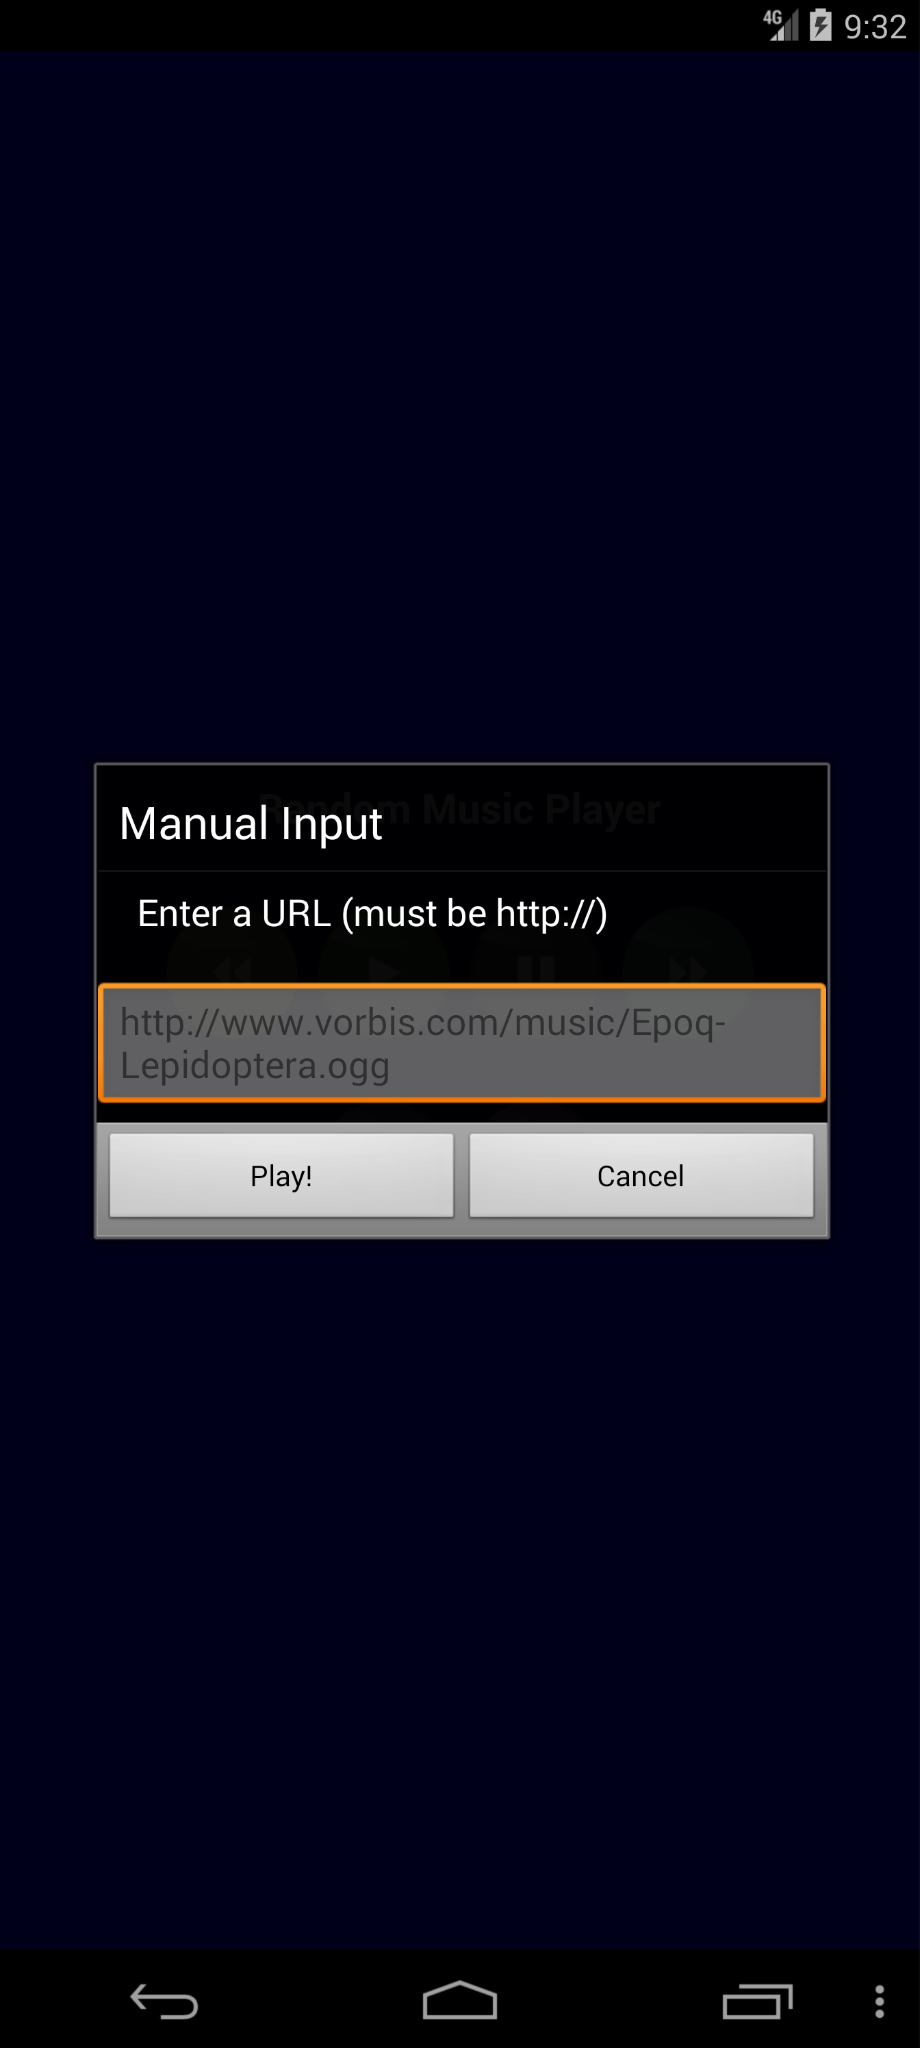 4G 9:32
Random Music Player
Manual Input
Enter a URL (must be http://)
http://www.vorbis.com/music/Epoq-
Lepidoptera.ogg
Play! Cancel